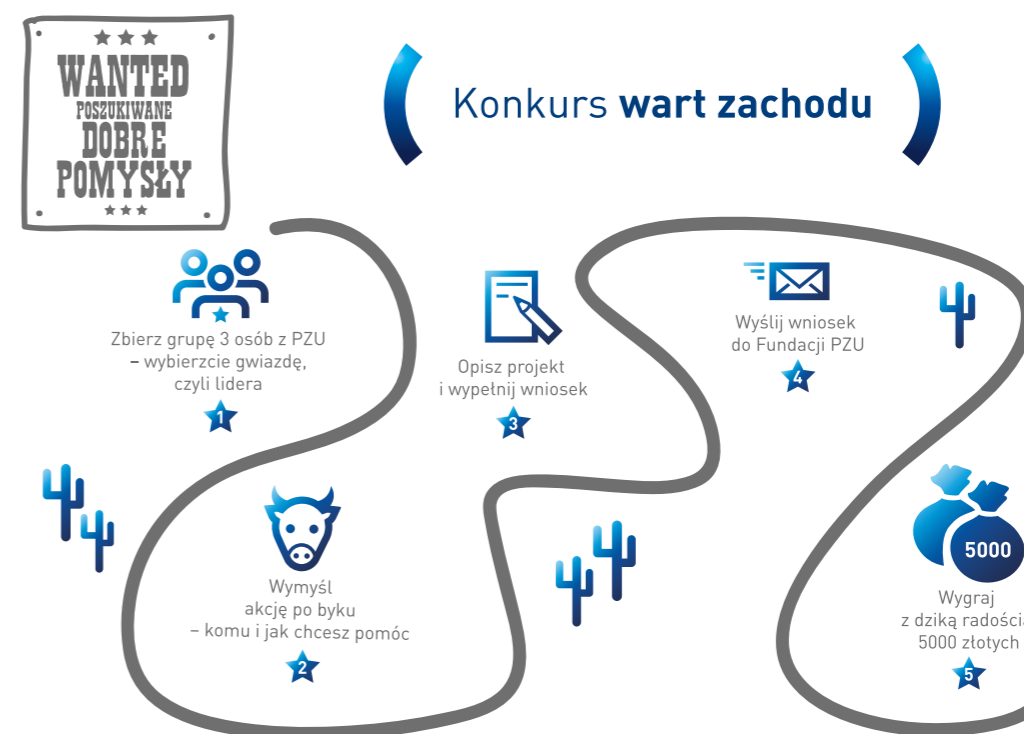 WANTED
POSZUKIWANE
DOBRE
POMYSŁY
Konkurs wart zachodu
Zbierz grupę 3 osób z PZU
– wybierzcie gwiazdę,
czyli lidera
1
Wymyśl
akcję po byku
– komu i jak chcesz pomóc
2
Opisz projekt
i wypełnij wniosek
3
Wyślij wniosek
do Fundacji PZU
4
5000
Wygraj
z dziką radością
5000 złotych
5